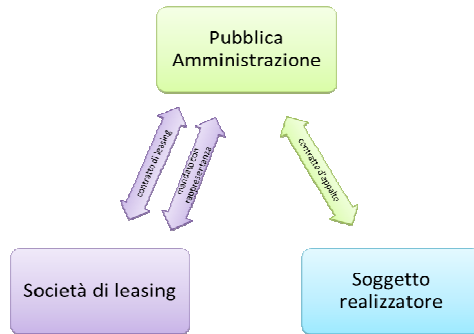 Pubblica
Amministrazione
contratto di leasing
mandato con
rappresentanza
contratto d'appalto
Società di leasing
Soggetto
realizzatore